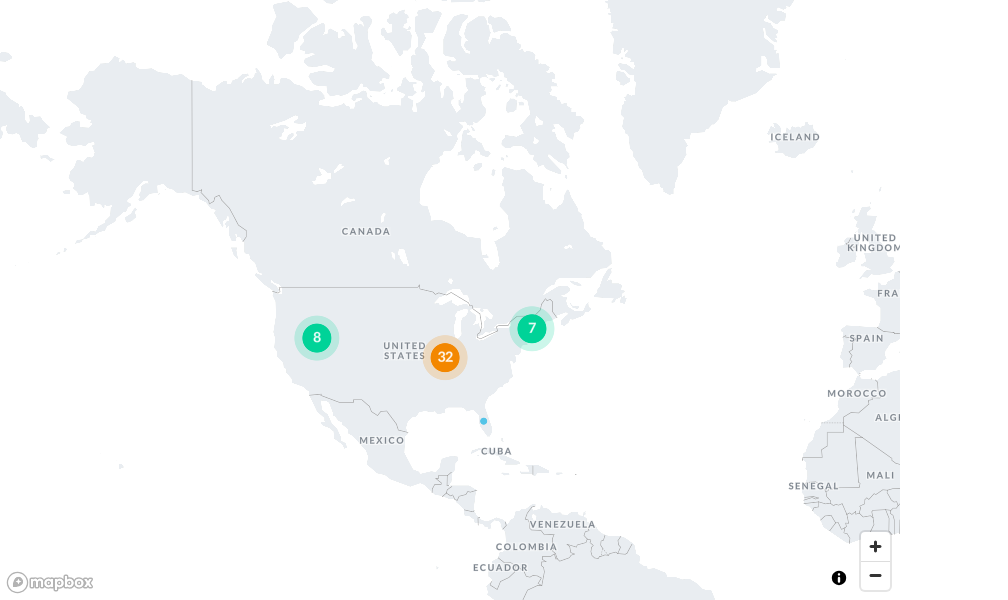 ICELAND
CANADA
UNITED
KINGDOM
FRA
8
7
UNITED
STATES
32
SPAIN
MOROCCO
ALGE
MEXICO
CUBA
MALI
SENEGAL
VENEZUELA
COLOMBIA
ECUADOR
+
−
i
mapbox